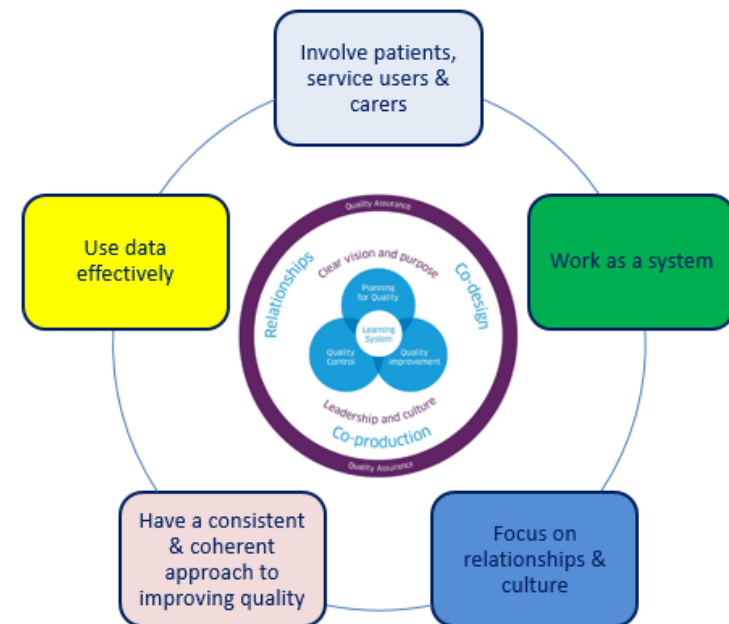 Involve patients,
service users &
carers
Use data
effectively
Work as a system
Quality Assurance
Relationships
Clear vision and purpose
Co-design
Planning
for Quality
Learning
System
Quality
Control
Quality
Improvement
Leadership and culture
Co-production
Quality Assurance
Have a consistent
& coherent
approach to
improving quality
Focus on
relationships &
culture